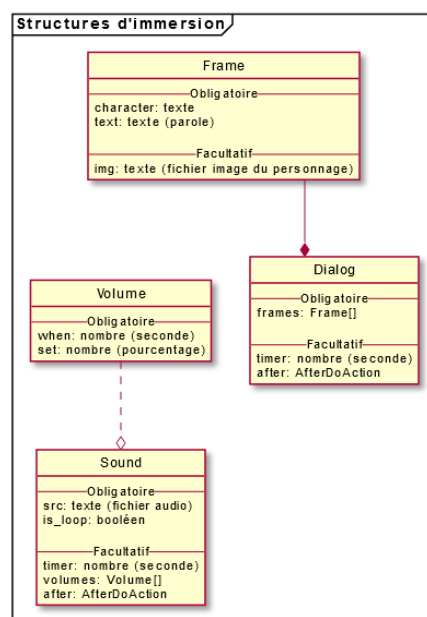 Structures d'immersion
Frame
Obligatoire
character: texte
text: texte (parole)
Facultatif
img: texte (fichier image du personnage)
Dialog
Obligatoire
frames: Frame[]
Facultatif
timer: nombre (seconde)
after: AfterDoAction
Volume
Obligatoire
when: nombre (seconde)
set: nombre (pourcentage)
Sound
Obligatoire
src: texte (fichier audio)
is_loop: booléen
Facultatif
timer: nombre (seconde)
volumes: Volume[]
after: AfterDoAction